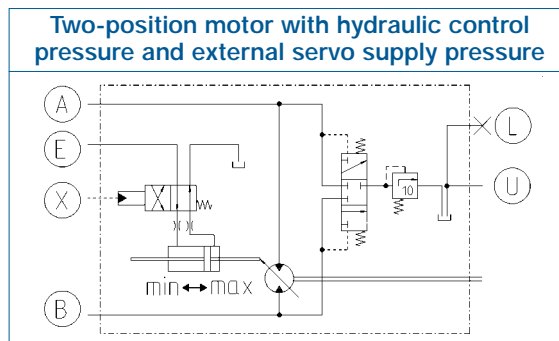 Two-position motor with hydraulic control
pressure and external servo supply pressure
A
L
E
U
10
X
min max
B